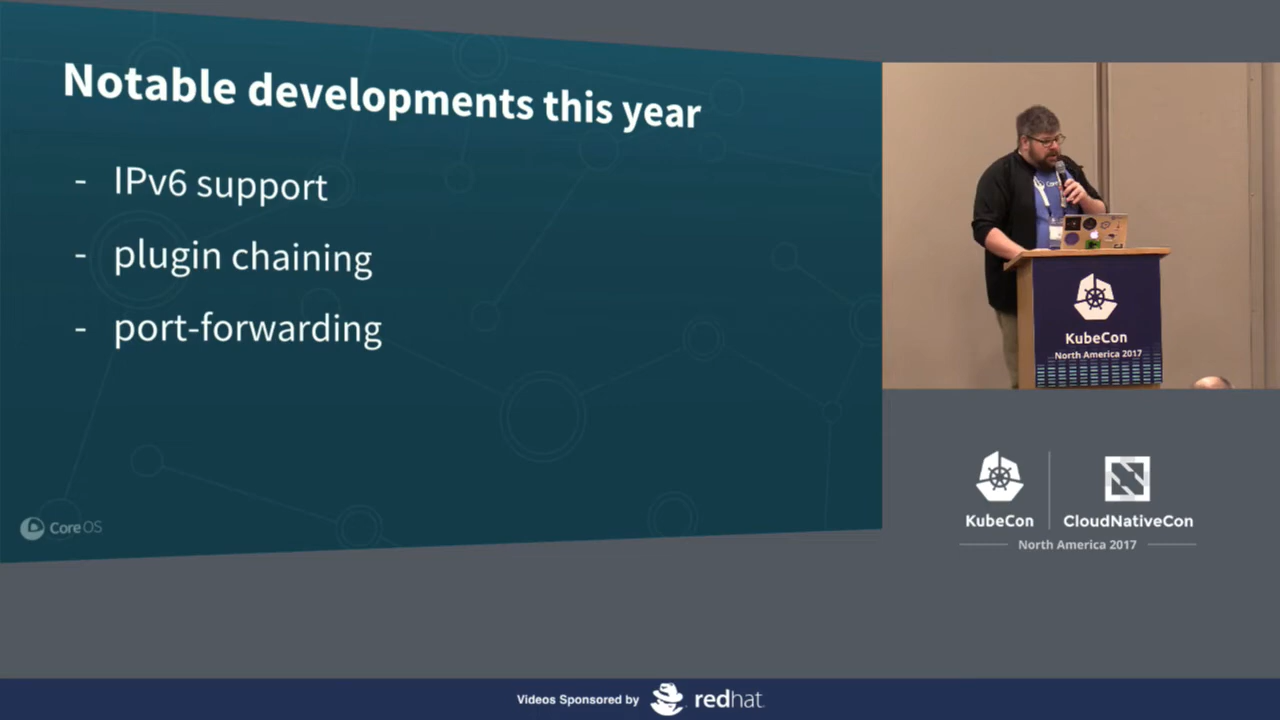 Notable developments this year
- IPv6 support
- plugin chaining
- port-forwarding
CoreOS
KubeCon
North America 2017
KubeCon
CloudNativeCon
North America 2017
Videos Sponsored by redhat